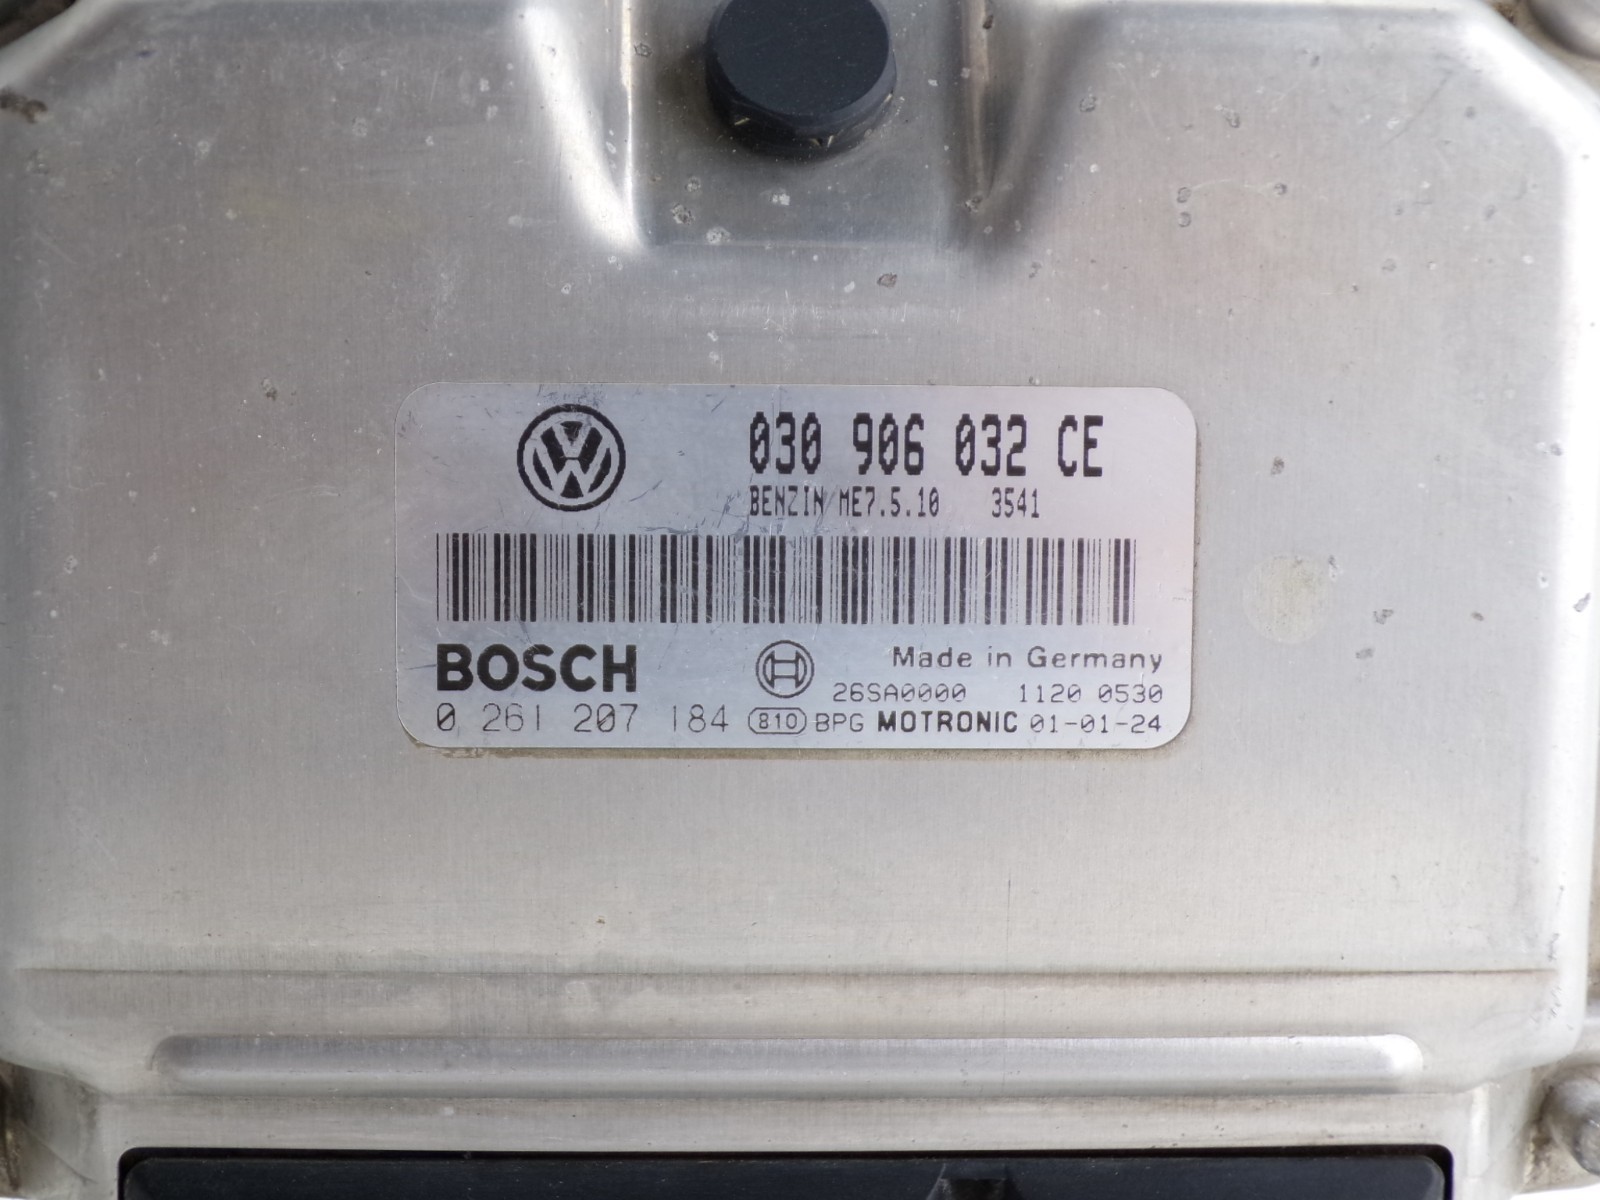 030 906 032 CE
BENZIN ME7.5.10 3541
BOSCH
Made in Germany
26SA0000 1120 0530
0 261 207 184 810 BPG MOTRONIC 01-01-24